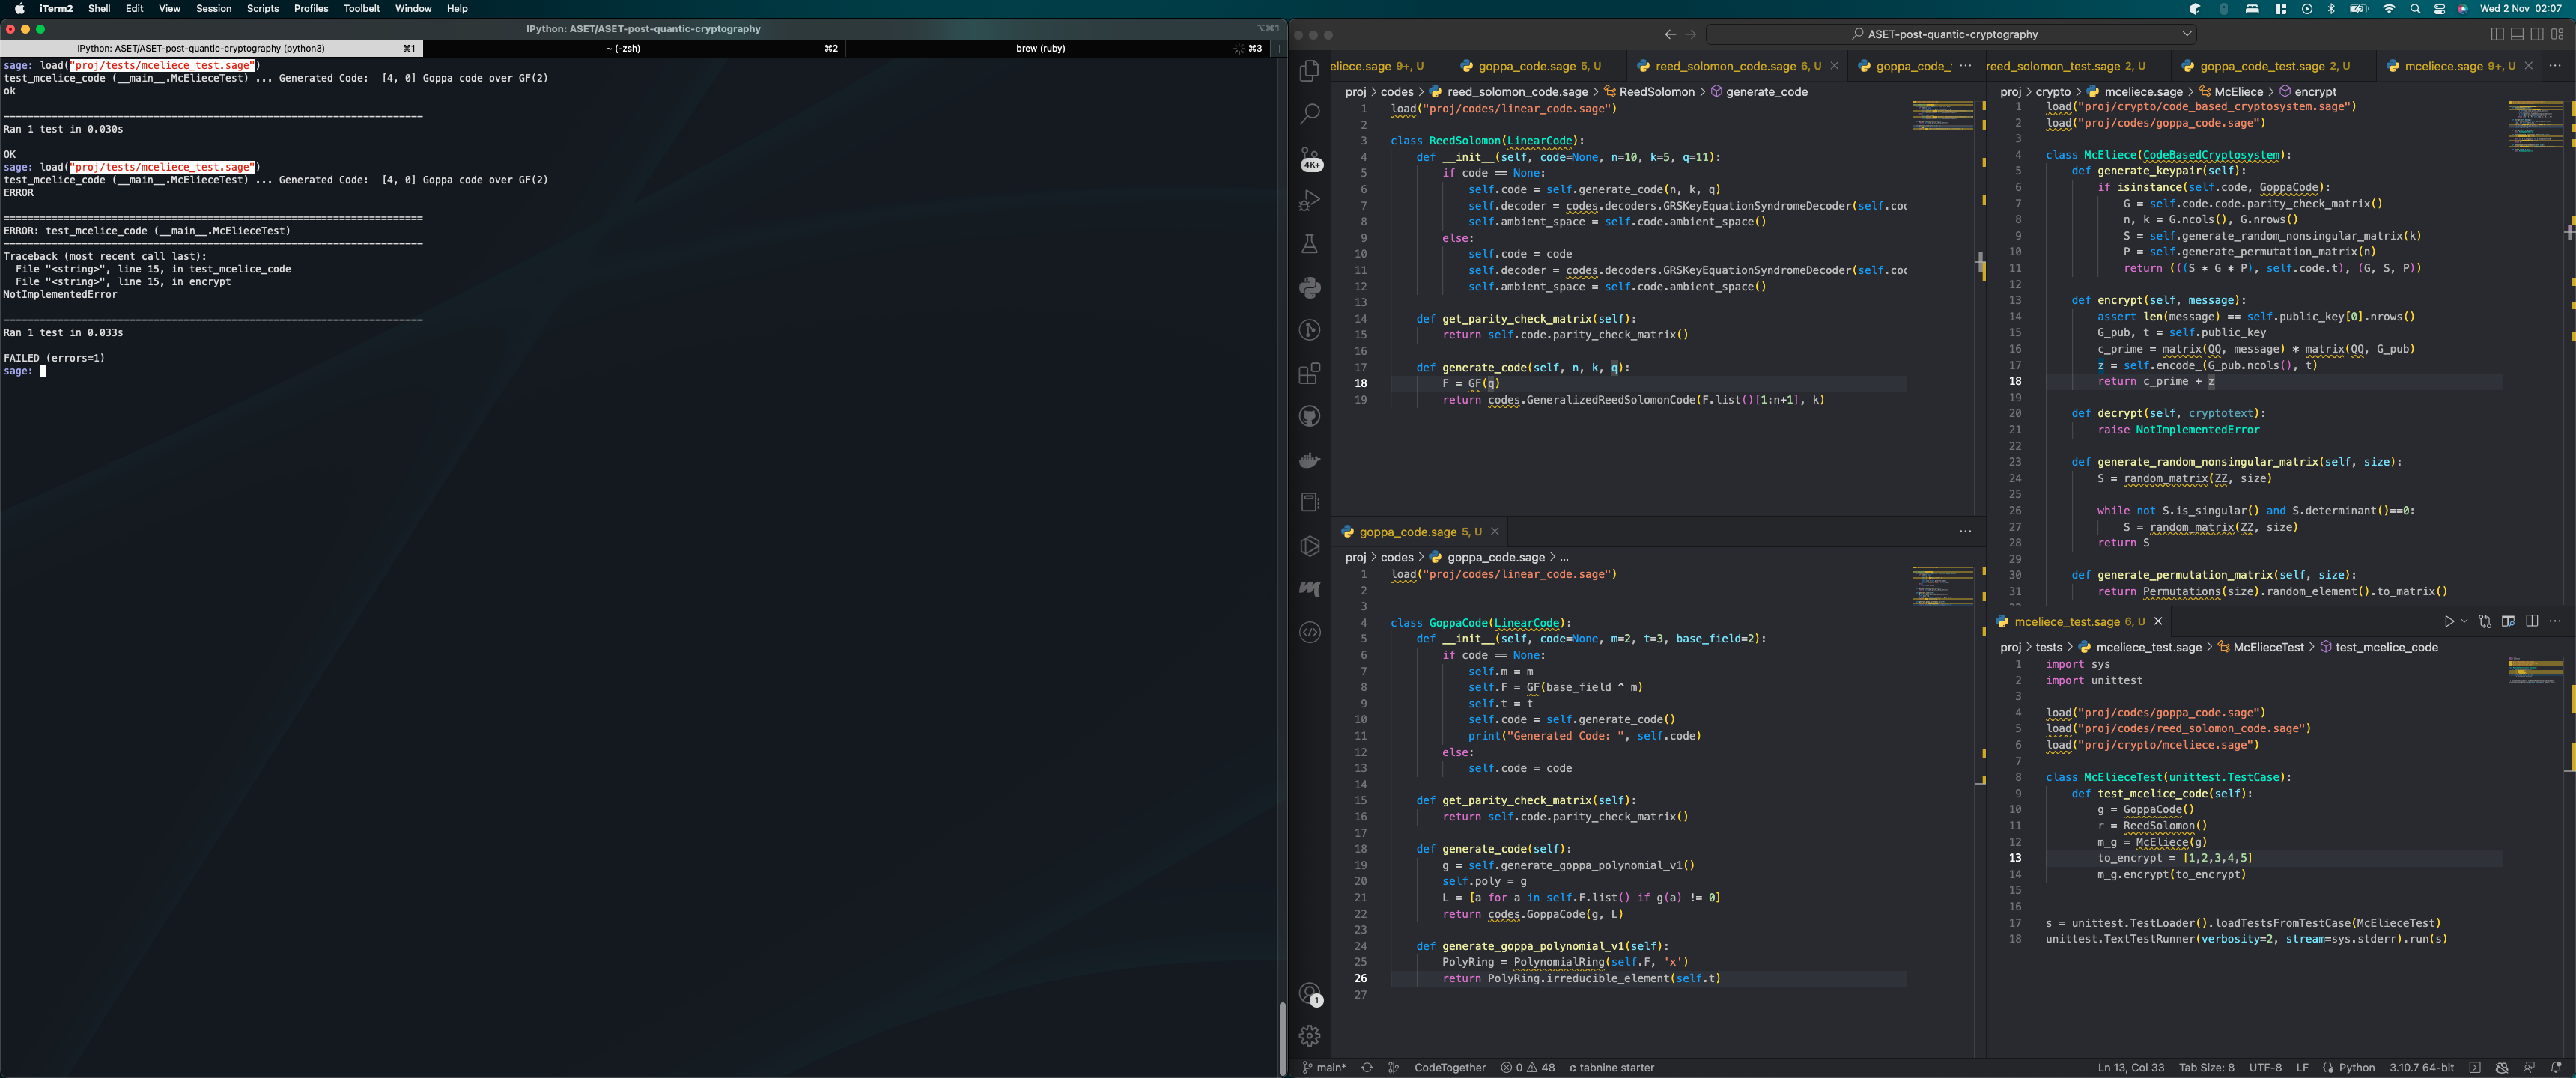 iTerm2 Shell Edit View Session Scripts Profiles Toolbelt Window Help
Wed 2 Nov 02:07
IPython: ASET/ASET-post-quantic-cryptography
⌥⌘1
IPython: ASET/ASET-post-quantic-cryptography (python3) ⌘1
~ (-zsh) ⌘2
brew (ruby) ⌘3
sage: load("proj/tests/mceliece_test.sage")
test_mcelice_code (__main__.McElieceTest) ... Generated Code:  [4, 0] Goppa code over GF(2)
ok
----------------------------------------------------------------------
Ran 1 test in 0.030s
OK
sage: load("proj/tests/mceliece_test.sage")
test_mcelice_code (__main__.McElieceTest) ... Generated Code:  [4, 0] Goppa code over GF(2)
ERROR
======================================================================
ERROR: test_mcelice_code (__main__.McElieceTest)
----------------------------------------------------------------------
Traceback (most recent call last):
  File "<string>", line 15, in test_mcelice_code
  File "<string>", line 15, in encrypt
NotImplementedError
----------------------------------------------------------------------
Ran 1 test in 0.033s
FAILED (errors=1)
sage:
ASET-post-quantic-cryptography
4K+
1
eliece.sage 9+, U
goppa_code.sage 5, U
reed_solomon_code.sage 6, U
goppa_code_
proj > codes > reed_solomon_code.sage > ReedSolomon > generate_code
1 load("proj/codes/linear_code.sage")
2
3 class ReedSolomon(LinearCode):
4     def __init__(self, code=None, n=10, k=5, q=11):
5         if code == None:
6             self.code = self.generate_code(n, k, q)
7             self.decoder = codes.decoders.GRSKeyEquationSyndromeDecoder(self.cod
8             self.ambient_space = self.code.ambient_space()
9         else:
10             self.code = code
11             self.decoder = codes.decoders.GRSKeyEquationSyndromeDecoder(self.cod
12             self.ambient_space = self.code.ambient_space()
13
14     def get_parity_check_matrix(self):
15         return self.code.parity_check_matrix()
16
17     def generate_code(self, n, k, q):
18         F = GF(q)
19         return codes.GeneralizedReedSolomonCode(F.list()[1:n+1], k)
goppa_code.sage 5, U
proj > codes > goppa_code.sage > ...
1 load("proj/codes/linear_code.sage")
2
3
4 class GoppaCode(LinearCode):
5     def __init__(self, code=None, m=2, t=3, base_field=2):
6         if code == None:
7             self.m = m
8             self.F = GF(base_field ^ m)
9             self.t = t
10             self.code = self.generate_code()
11             print("Generated Code: ", self.code)
12         else:
13             self.code = code
14
15     def get_parity_check_matrix(self):
16         return self.code.parity_check_matrix()
17
18     def generate_code(self):
19         g = self.generate_goppa_polynomial_v1()
20         self.poly = g
21         L = [a for a in self.F.list() if g(a) != 0]
22         return codes.GoppaCode(g, L)
23
24     def generate_goppa_polynomial_v1(self):
25         PolyRing = PolynomialRing(self.F, 'x')
26         return PolyRing.irreducible_element(self.t)
27
reed_solomon_test.sage 2, U
goppa_code_test.sage 2, U
mceliece.sage 9+, U
proj > crypto > mceliece.sage > McEliece > encrypt
1 load("proj/crypto/code_based_cryptosystem.sage")
2 load("proj/codes/goppa_code.sage")
3
4 class McEliece(CodeBasedCryptosystem):
5     def generate_keypair(self):
6         if isinstance(self.code, GoppaCode):
7             G = self.code.code.parity_check_matrix()
8             n, k = G.ncols(), G.nrows()
9             S = self.generate_random_nonsingular_matrix(k)
10             P = self.generate_permutation_matrix(n)
11             return (((S * G * P), self.code.t), (G, S, P))
12
13     def encrypt(self, message):
14         assert len(message) == self.public_key[0].nrows()
15         G_pub, t = self.public_key
16         c_prime = matrix(QQ, message) * matrix(QQ, G_pub)
17         z = self.encode_(G_pub.ncols(), t)
18         return c_prime + z
19
20     def decrypt(self, cryptotext):
21         raise NotImplementedError
22
23     def generate_random_nonsingular_matrix(self, size):
24         S = random_matrix(ZZ, size)
25
26         while not S.is_singular() and S.determinant()==0:
27             S = random_matrix(ZZ, size)
28         return S
29
30     def generate_permutation_matrix(self, size):
31         return Permutations(size).random_element().to_matrix()
mceliece_test.sage 6, U
proj > tests > mceliece_test.sage > McElieceTest > test_mcelice_code
1 import sys
2 import unittest
3
4 load("proj/codes/goppa_code.sage")
5 load("proj/codes/reed_solomon_code.sage")
6 load("proj/crypto/mceliece.sage")
7
8 class McElieceTest(unittest.TestCase):
9     def test_mcelice_code(self):
10         g = GoppaCode()
11         r = ReedSolomon()
12         m_g = McEliece(g)
13         to_encrypt = [1,2,3,4,5]
14         m_g.encrypt(to_encrypt)
15
16
17 s = unittest.TestLoader().loadTestsFromTestCase(McElieceTest)
18 unittest.TextTestRunner(verbosity=2, stream=sys.stderr).run(s)
main* CodeTogether 0 48 tabnine starter
Ln 13, Col 33 Tab Size: 8 UTF-8 LF Python 3.10.7 64-bit